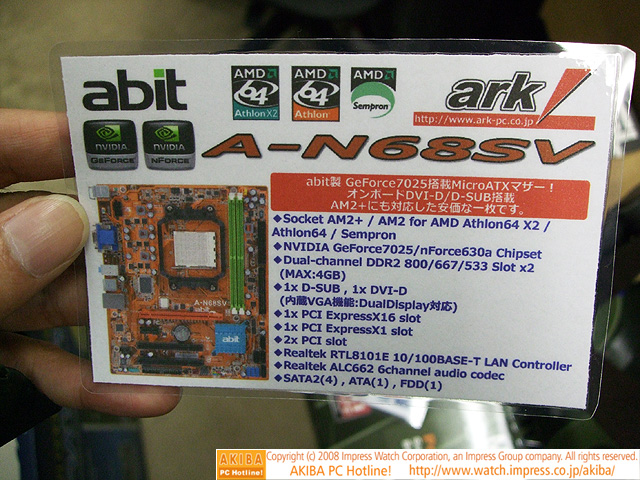 abit
AMD 64 Athlon X2
AMD 64 Athlon
AMD Sempron
ark
http://www.ark-pc.co.jp
NVIDIA GEFORCE
NVIDIA NFORCE
A-N68SV
abit製 GeForce7025搭載MicroATXマザー！
オンボードDVI-D/D-SUB搭載
AM2+にも対応した安価な一枚です。
◆Socket AM2+ / AM2 for AMD Athlon64 X2 /
Athlon64 / Sempron
◆NVIDIA GeForce7025/nForce630a Chipset
◆Dual-channel DDR2 800/667/533 Slot x2
(MAX:4GB)
◆1x D-SUB , 1x DVI-D
(内蔵VGA機能:DualDisplay対応)
◆1x PCI ExpressX16 slot
◆1x PCI ExpressX1 slot
◆2x PCI slot
◆Realtek RTL8101E 10/100BASE-T LAN Controller
◆Realtek ALC662 6channel audio codec
◆SATA2(4) , ATA(1) , FDD(1)
A-N68SV
abit
abit
AKIBA PC Hotline!
Copyright (c) 2008 Impress Watch Corporation, an Impress Group company. All rights reserved.
AKIBA PC Hotline! http://www.watch.impress.co.jp/akiba/